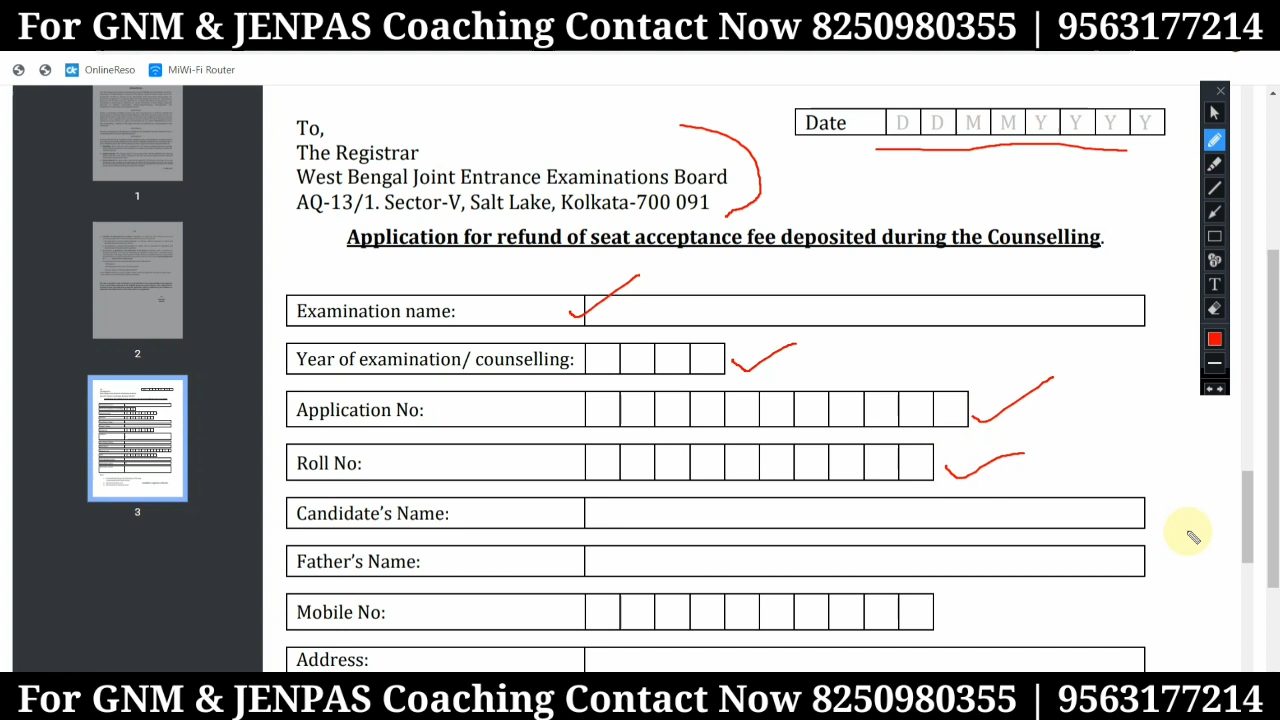 For GNM & JENPAS Coaching Contact Now 8250980355 | 9563177214
OnlineReso MiWi-Fi Router
Date D D M M Y Y Y Y
To,
The Registrar
West Bengal Joint Entrance Examinations Board
AQ-13/1. Sector-V, Salt Lake, Kolkata-700 091
Application for refund of seat acceptance fee deposited during the Counselling.
Examination name:
Year of examination/ counselling:
Application No:
Roll No:
Candidate's Name:
Father's Name:
Mobile No:
Address:
1
2
3
T
For GNM & JENPAS Coaching Contact Now 8250980355 | 9563177214